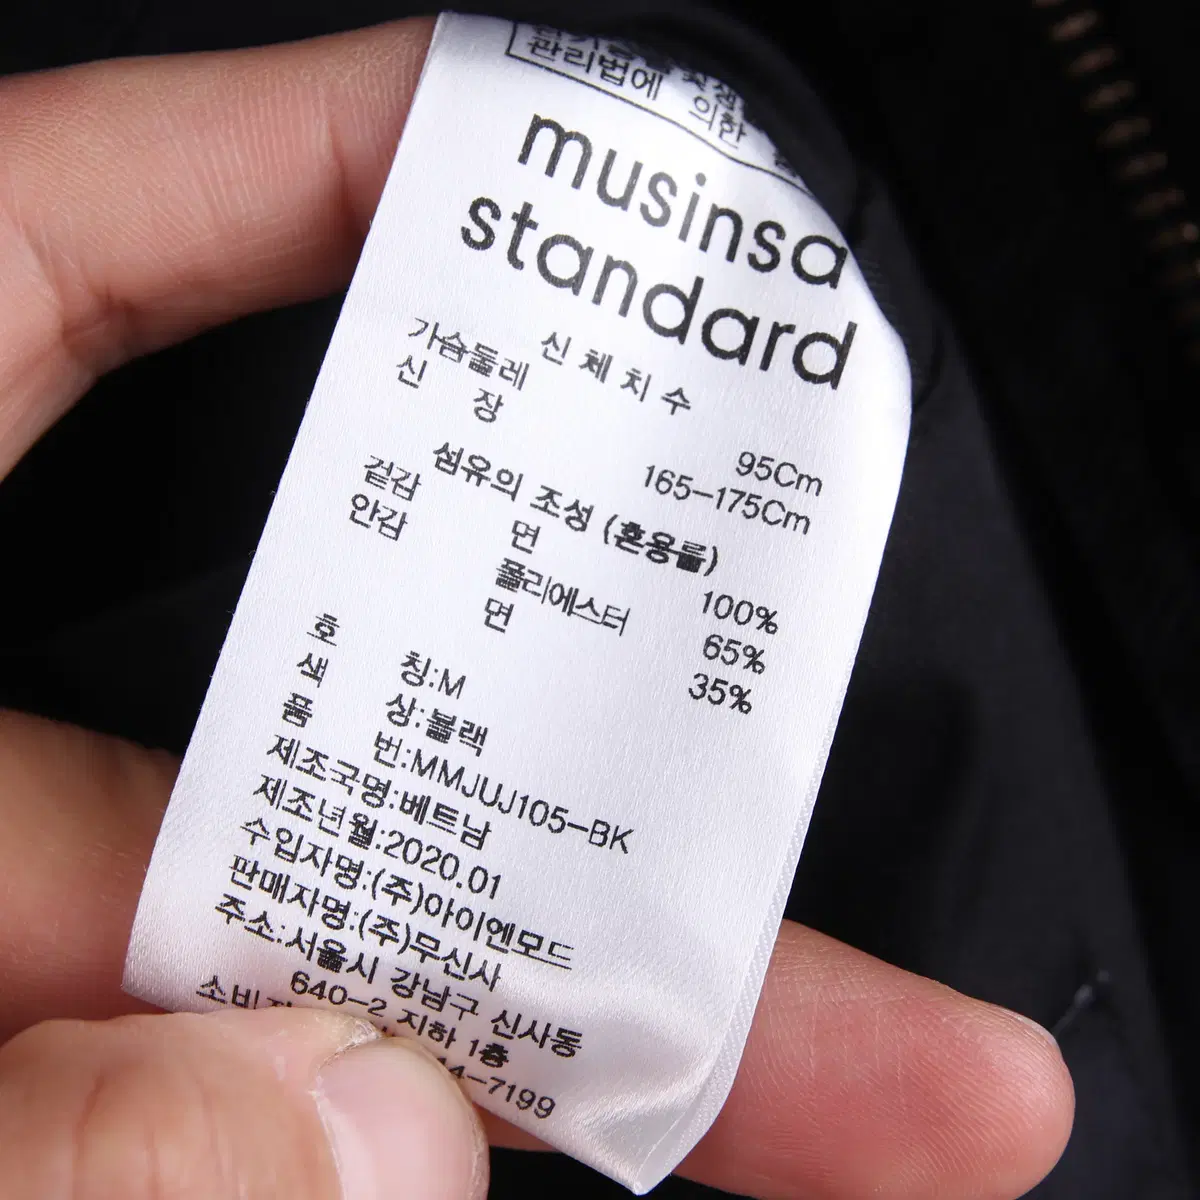 관리법에 의한
musinsa
standard
신체치수
가슴둘레 95Cm
신 장 165-175Cm
섬유의 조성 (혼용률)
겉감 면 100%
안감 폴리에스터 65%
면 35%
호 칭:M
색 상:블랙
품 번:MMJUJ105-BK
제조국명:베트남
제조년월:2020.01
수입자명:(주)아이엔모드
판매자명:(주)무신사
주소:서울시 강남구 신사동
640-2 지하 1층
소비 44-7199